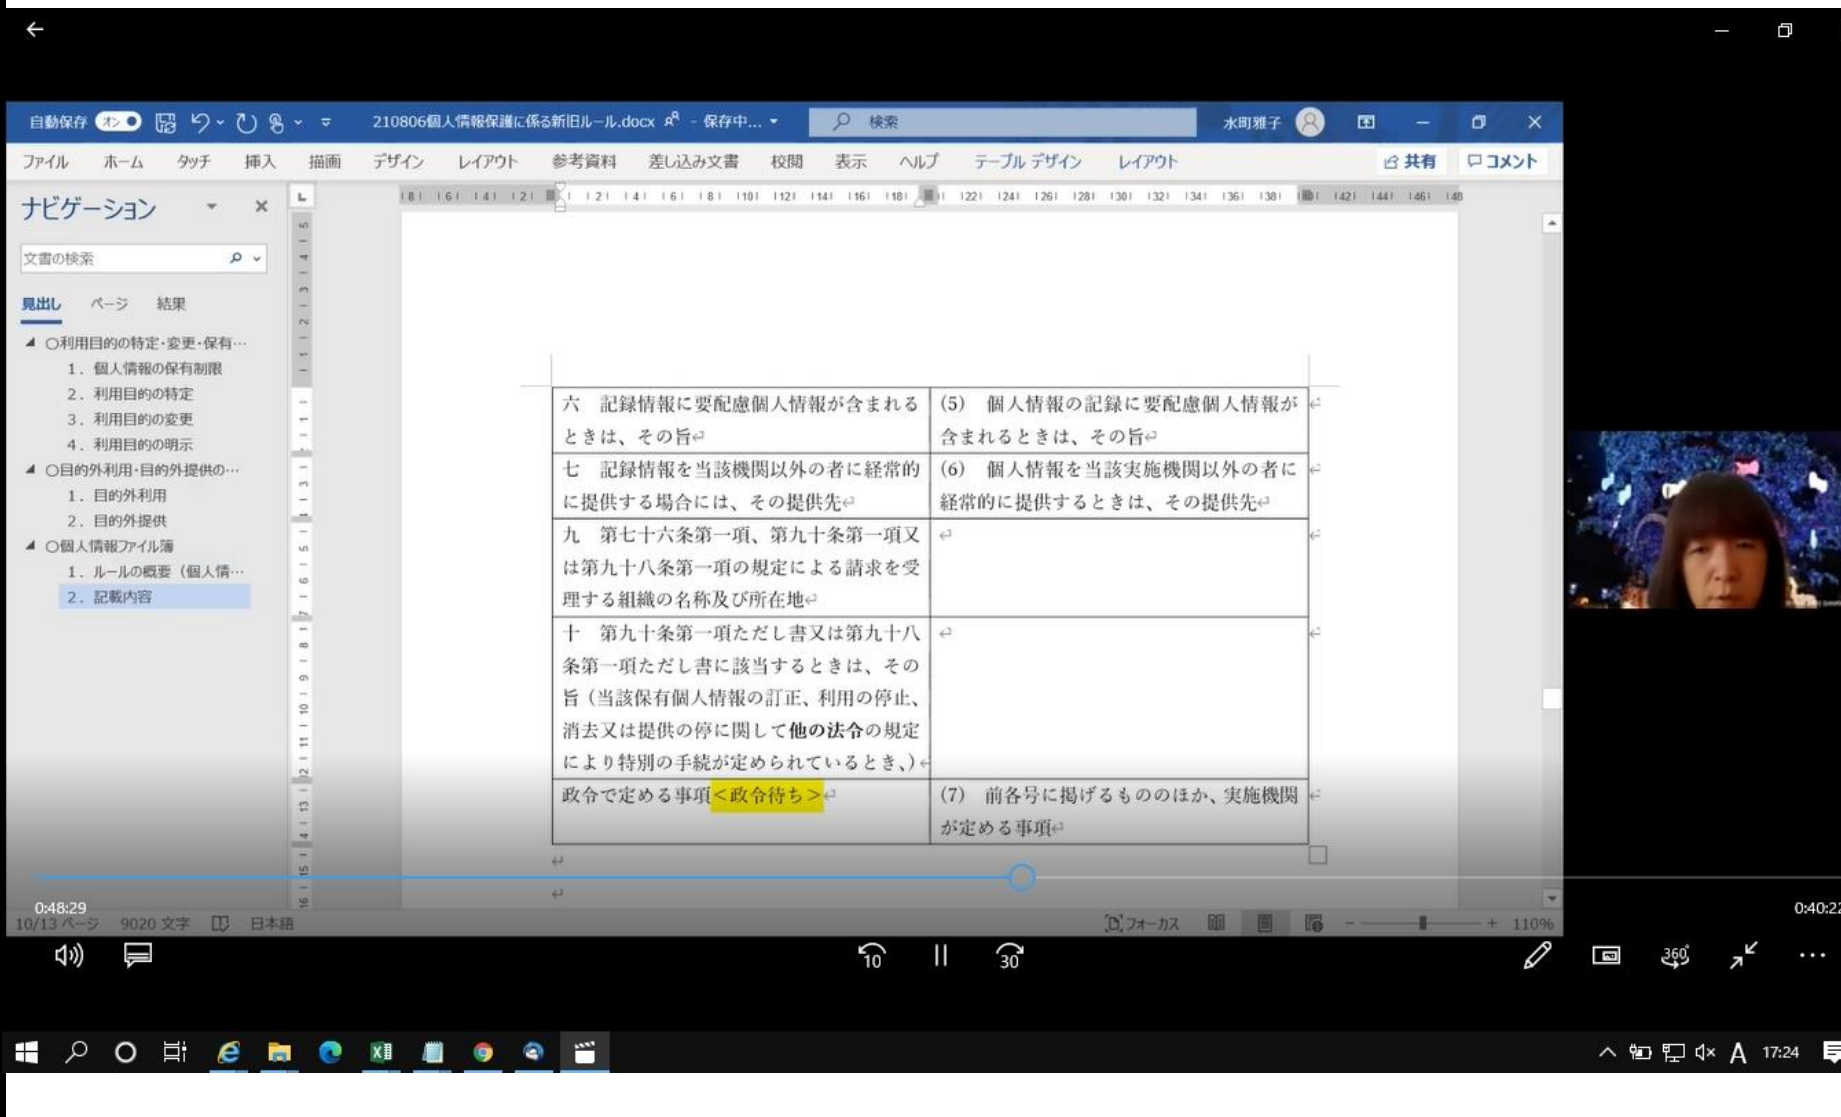 自動保存 オン 210806個人情報保護に係る新旧ルール.docx - 保存中... 検索 水町雅子
ファイル ホーム タッチ 挿入 描画 デザイン レイアウト 参考資料 差し込み文書 校閲 表示 ヘルプ テーブル デザイン レイアウト 共有 コメント
ナビゲーション
文書の検索
見出し ページ 結果
〇利用目的の特定・変更・保有…
1. 個人情報の保有制限
2. 利用目的の特定
3. 利用目的の変更
4. 利用目的の明示
〇目的外利用・目的外提供の…
1. 目的外利用
2. 目的外提供
〇個人情報ファイル簿
1. ルールの概要（個人情…
2. 記載内容
六 記録情報に要配慮個人情報が含まれる
ときは、その旨
(5) 個人情報の記録に要配慮個人情報が
含まれるときは、その旨
七 記録情報を当該機関以外の者に経常的
に提供する場合には、その提供先
(6) 個人情報を当該実施機関以外の者に
経常的に提供するときは、その提供先
九 第七十六条第一項、第九十条第一項又
は第九十八条第一項の規定による請求を受
理する組織の名称及び所在地
十 第九十条第一項ただし書又は第九十八
条第一項ただし書に該当するときは、その
旨（当該保有個人情報の訂正、利用の停止、
消去又は提供の停に関して他の法令の規定
により特別の手続が定められているとき、）
政令で定める事項<政令待ち>
(7) 前各号に掲げるもののほか、実施機関
が定める事項
0:48:29 0:40:22
10/13 ページ 9020 文字 日本語 フォーカス 110%
10 30 360°
A 17:24